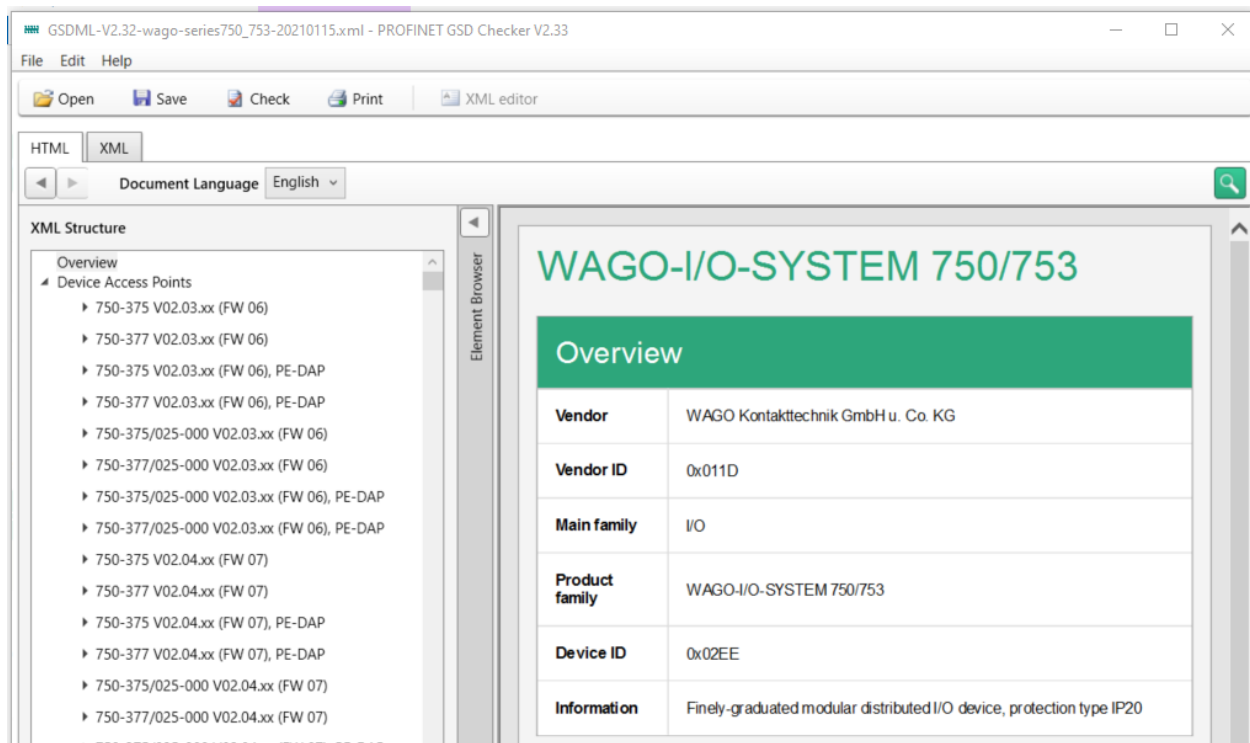 GSDML-V2.32-wago-series750_753-20210115.xml - PROFINET GSD Checker V2.33
File Edit Help
Open Save Check Print XML editor
HTML XML
Document Language English
XML Structure
Overview
Device Access Points
750-375 V02.03.xx (FW 06)
750-377 V02.03.xx (FW 06)
750-375 V02.03.xx (FW 06), PE-DAP
750-377 V02.03.xx (FW 06), PE-DAP
750-375/025-000 V02.03.xx (FW 06)
750-377/025-000 V02.03.xx (FW 06)
750-375/025-000 V02.03.xx (FW 06), PE-DAP
750-377/025-000 V02.03.xx (FW 06), PE-DAP
750-375 V02.04.xx (FW 07)
750-377 V02.04.xx (FW 07)
750-375 V02.04.xx (FW 07), PE-DAP
750-377 V02.04.xx (FW 07), PE-DAP
750-375/025-000 V02.04.xx (FW 07)
750-377/025-000 V02.04.xx (FW 07)
Element Browser
WAGO-I/O-SYSTEM 750/753
Overview
Vendor WAGO Kontakttechnik GmbH u. Co. KG
Vendor ID 0x011D
Main family I/O
Product
family WAGO-I/O-SYSTEM 750/753
Device ID 0x02EE
Information Finely-graduated modular distributed I/O device, protection type IP20